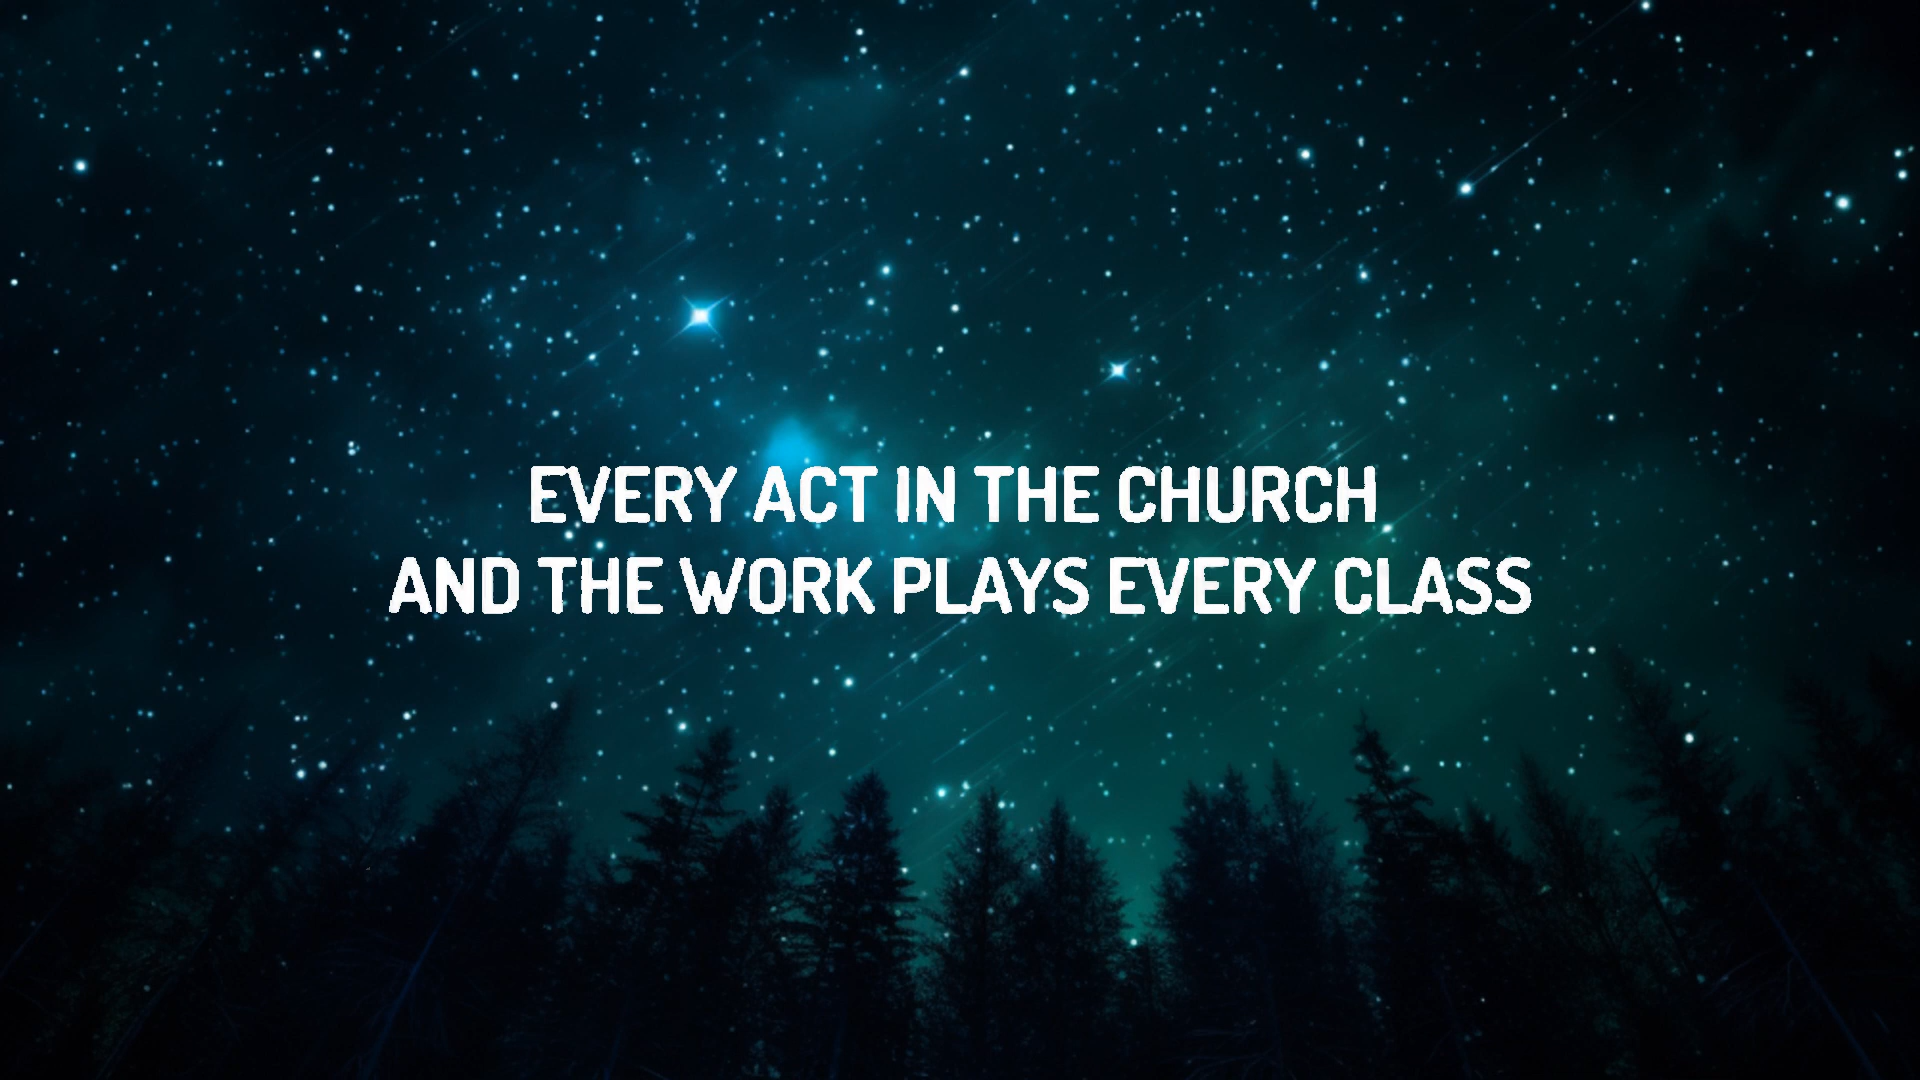 EVERY ACT IN THE CHURCH
AND THE WORK PLAYS EVERY CLASS